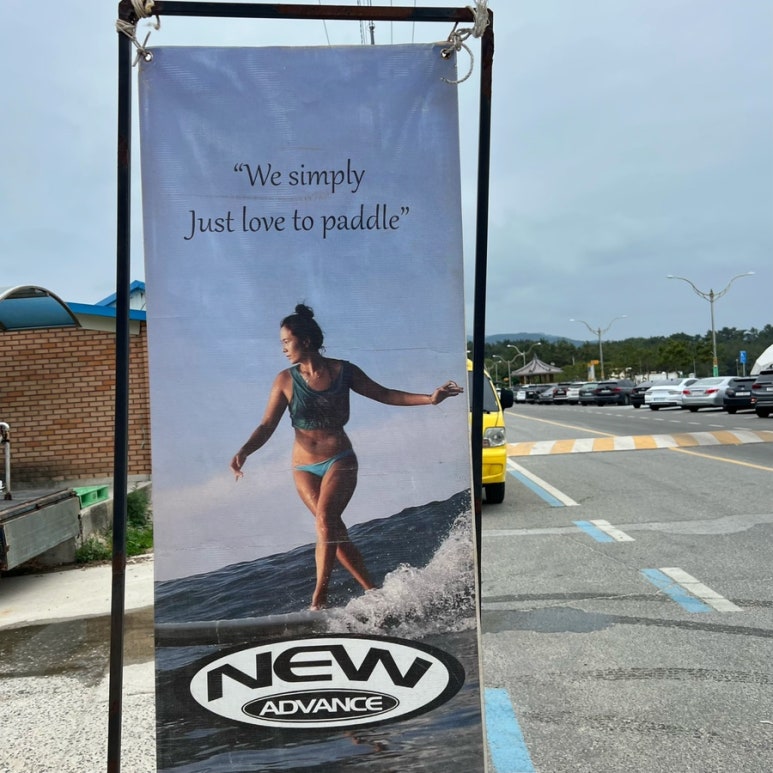 “We simply
Just love to paddle”
NEW
ADVANCE